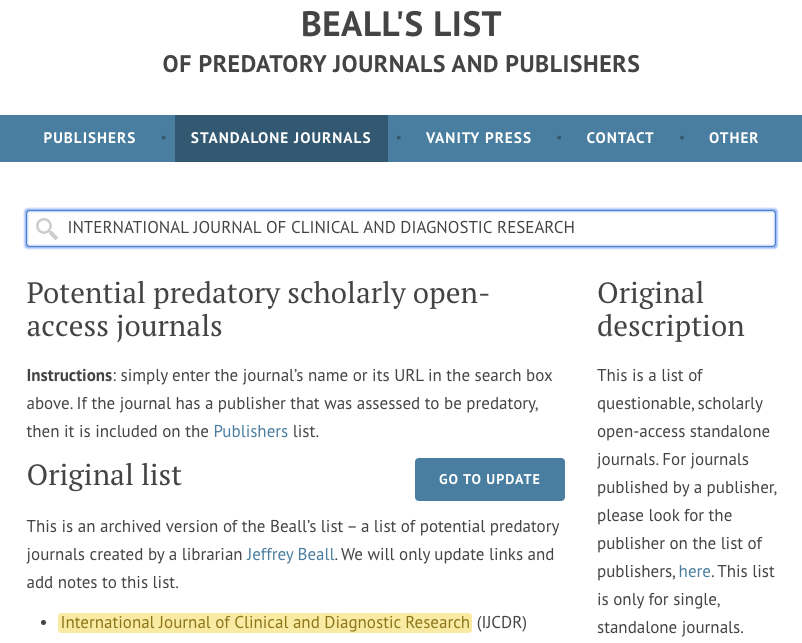 BEALL'S LIST
OF PREDATORY JOURNALS AND PUBLISHERS
PUBLISHERS • STANDALONE JOURNALS • VANITY PRESS • CONTACT • OTHER
INTERNATIONAL JOURNAL OF CLINICAL AND DIAGNOSTIC RESEARCH
Potential predatory scholarly open-
access journals
Instructions: simply enter the journal’s name or its URL in the search box
above. If the journal has a publisher that was assessed to be predatory,
then it is included on the Publishers list.
Original list
GO TO UPDATE
This is an archived version of the Beall’s list – a list of potential predatory
journals created by a librarian Jeffrey Beall. We will only update links and
add notes to this list.
• International Journal of Clinical and Diagnostic Research (IJCDR)
Original
description
This is a list of
questionable, scholarly
open-access standalone
journals. For journals
published by a publisher,
please look for the
publisher on the list of
publishers, here. This list
is only for single,
standalone journals.